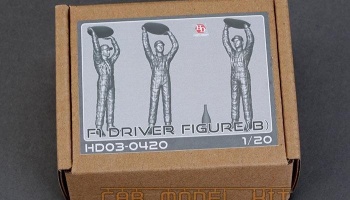 F1 DRIVER FIGURE(B)
HD03-0420 1/20
CAR MODEL KIT